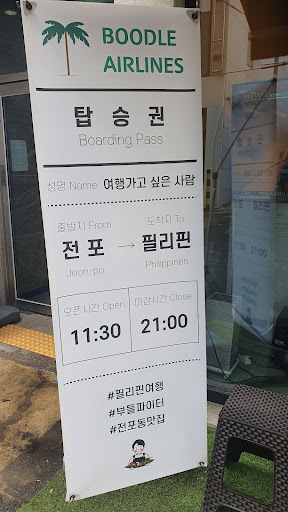 BOODLE
AIRLINES
탑 승 권
Boarding Pass
성명 Name 여행가고 싶은 사람
출발지 From
도착지 To
전 포 → 필리핀
Jeon-po
Philippines
오픈시간 Open
마감시간 Close
11:30
21:00
#필리핀여행
#부들파이터
#전포동맛집